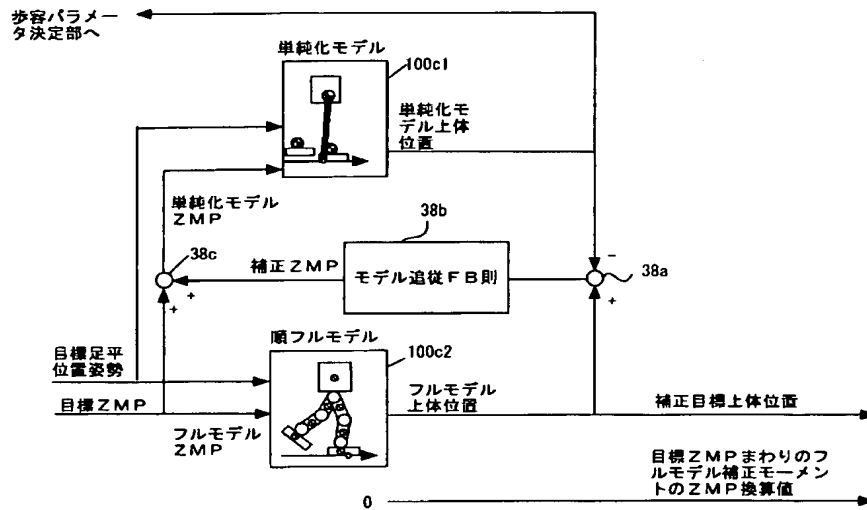 歩容パラメー
タ決定部へ
単純化モデル
100c1
単純化モ
デル上体
位置
単純化モデル
ZMP
38b
38c
補正ZMP
モデル追従FB則
-
38a
+
+
+
順フルモデル
100c2
目標足平
位置姿勢
フルモデル
上体位置
目標ZMP
補正目標上体位置
フルモデル
ZMP
目標ZMPまわりのフ
ルモデル補正モーメン
トのZMP換算値
0